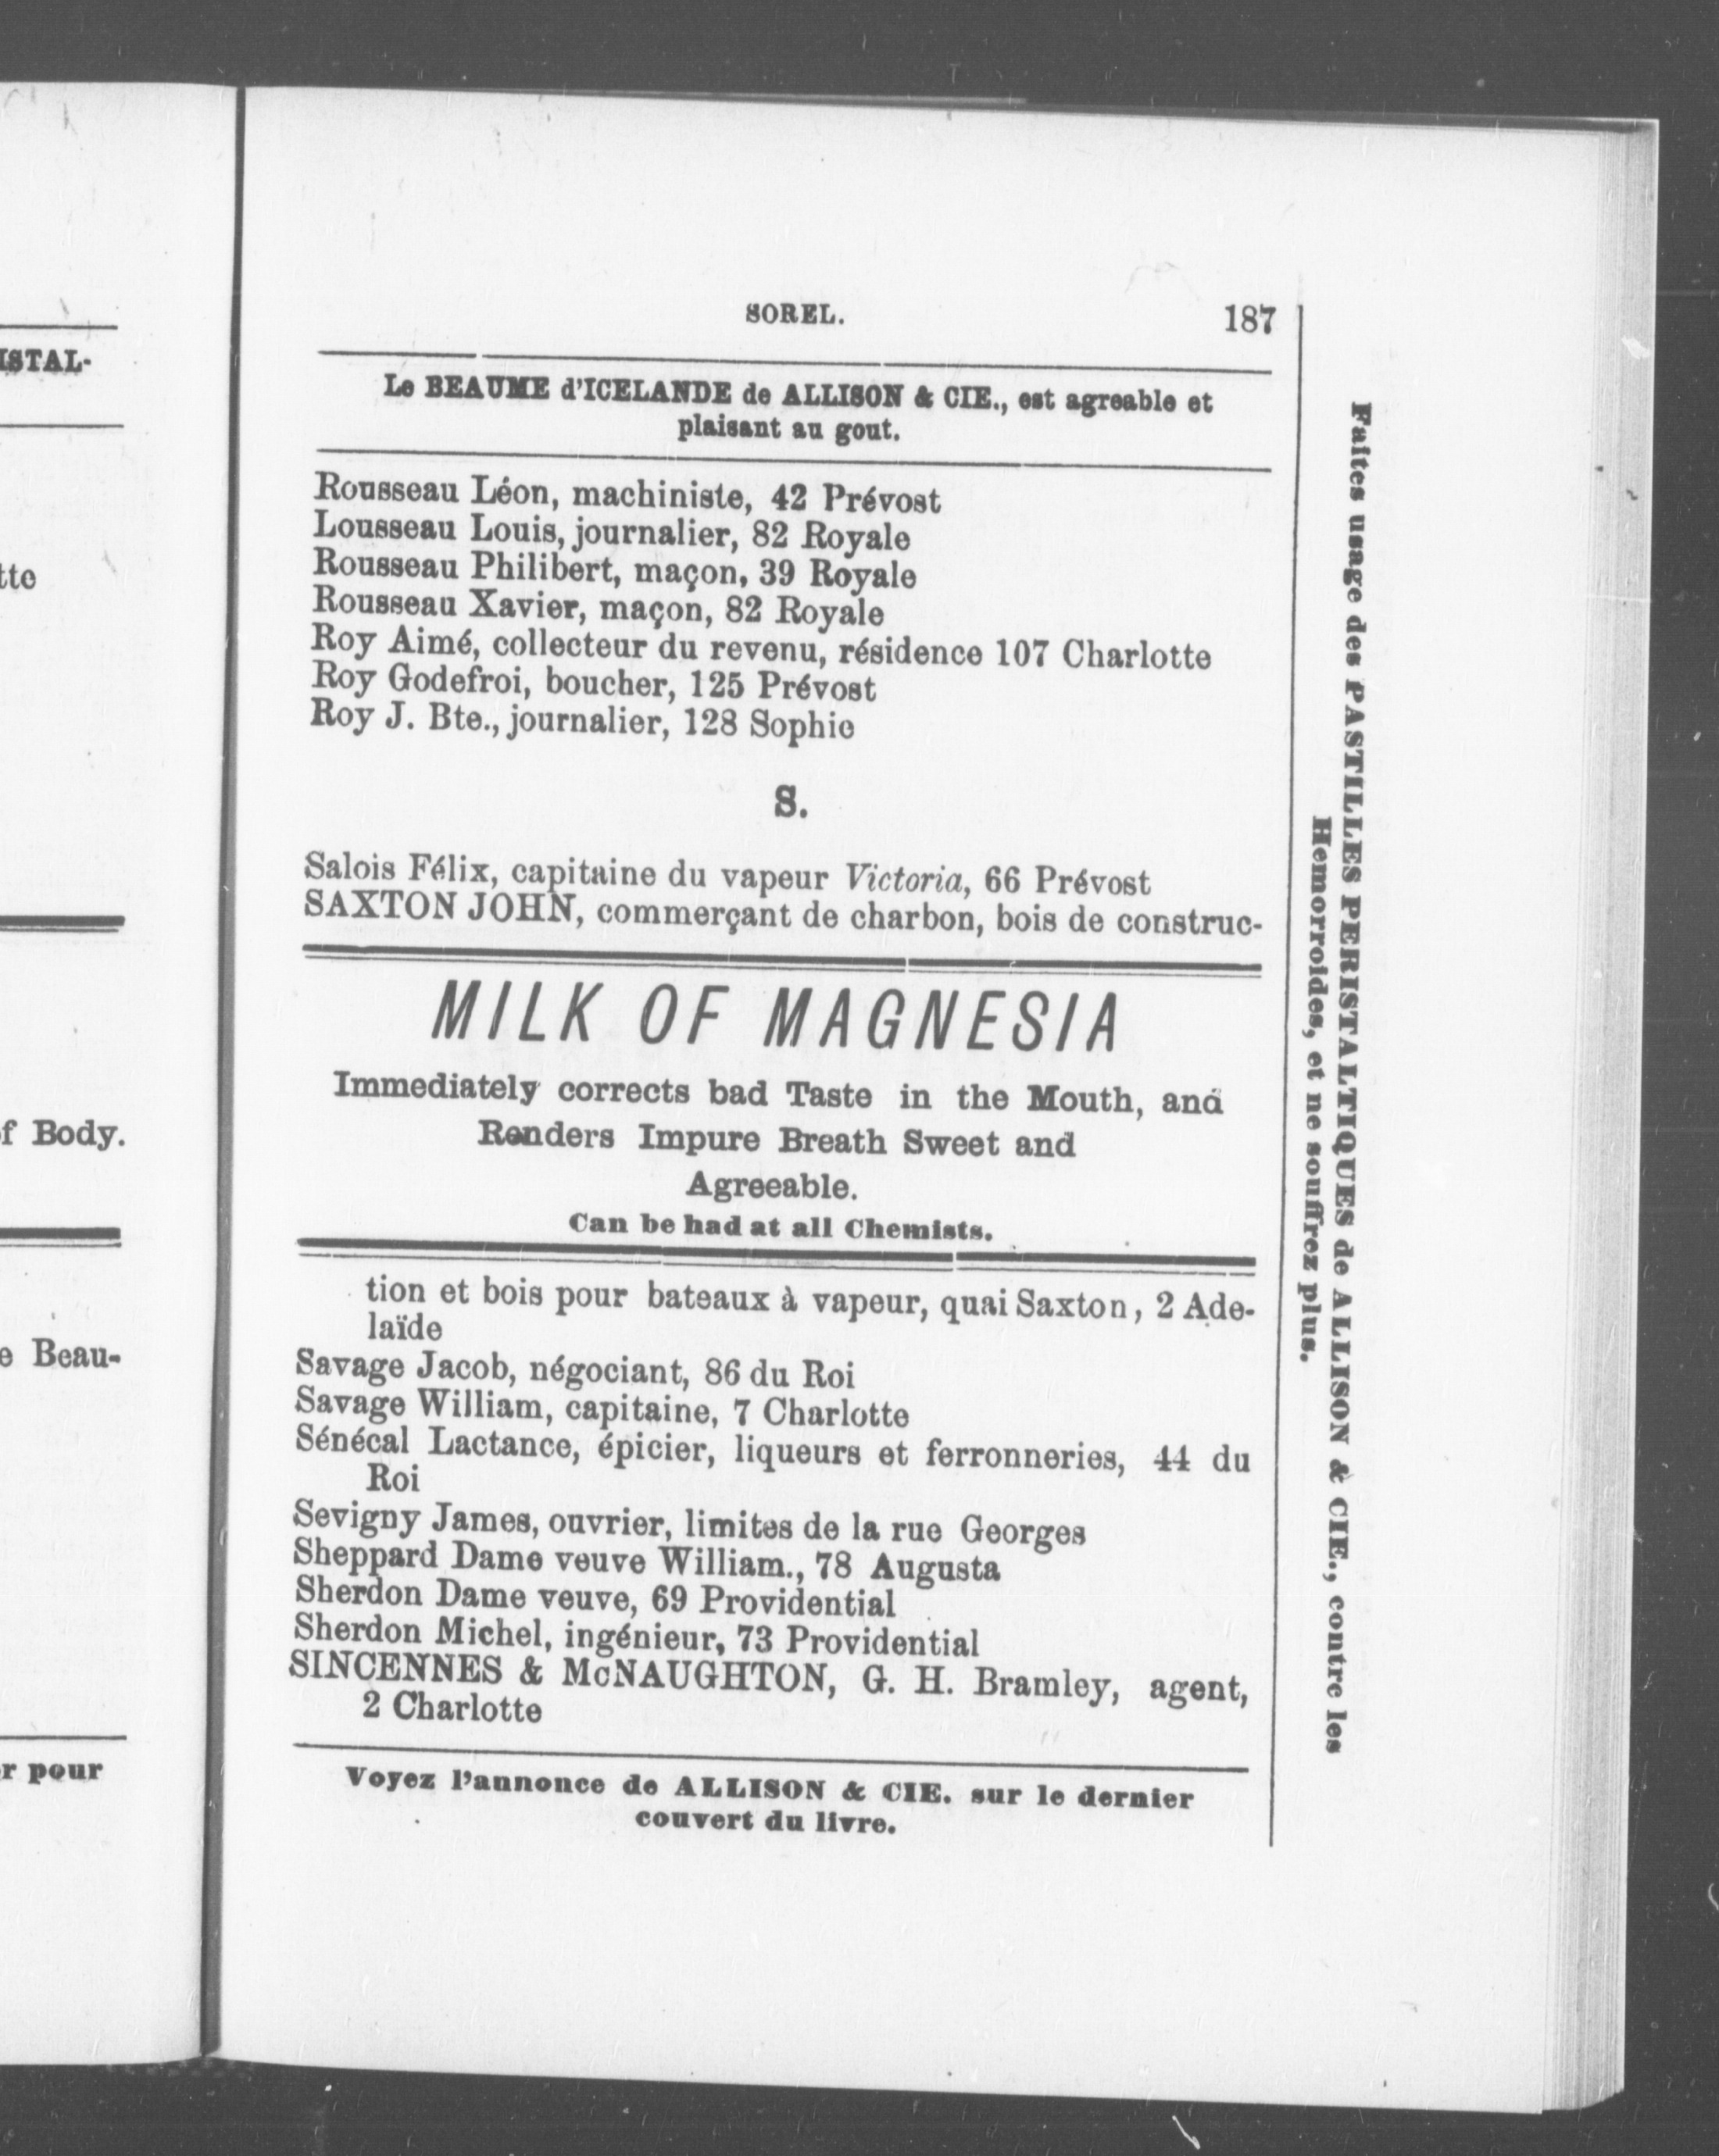 ISTAL-
tte
of Body.
e Beau-
r pour
SOREL. 187
Le BEAUME d'ICELANDE de ALLISON & CIE., est agreable et
plaisant au gout.
Rousseau Léon, machiniste, 42 Prévost
Lousseau Louis, journalier, 82 Royale
Rousseau Philibert, maçon, 39 Royale
Rousseau Xavier, maçon, 82 Royale
Roy Aimé, collecteur du revenu, résidence 107 Charlotte
Roy Godefroi, boucher, 125 Prévost
Roy J. Bte., journalier, 128 Sophie
S.
Salois Félix, capitaine du vapeur Victoria, 66 Prévost
SAXTON JOHN, commerçant de charbon, bois de construc-
MILK OF MAGNESIA
Immediately corrects bad Taste in the Mouth, and
Renders Impure Breath Sweet and
Agreeable.
Can be had at all Chemists.
tion et bois pour bateaux à vapeur, quai Saxton, 2 Ade-
laïde
Savage Jacob, négociant, 86 du Roi
Savage William, capitaine, 7 Charlotte
Sénécal Lactance, épicier, liqueurs et ferronneries, 44 du
Roi
Sevigny James, ouvrier, limites de la rue Georges
Sheppard Dame veuve William., 78 Augusta
Sherdon Dame veuve, 69 Providential
Sherdon Michel, ingénieur, 73 Providential
SINCENNES & McNAUGHTON, G. H. Bramley, agent,
2 Charlotte
Voyez l'annonce de ALLISON & CIE. sur le dernier
couvert du livre.
Faites usage des PASTILLES PERISTALTIQUES de ALLISON & CIE., contre les
Hemorroides, et ne souffrez plus.